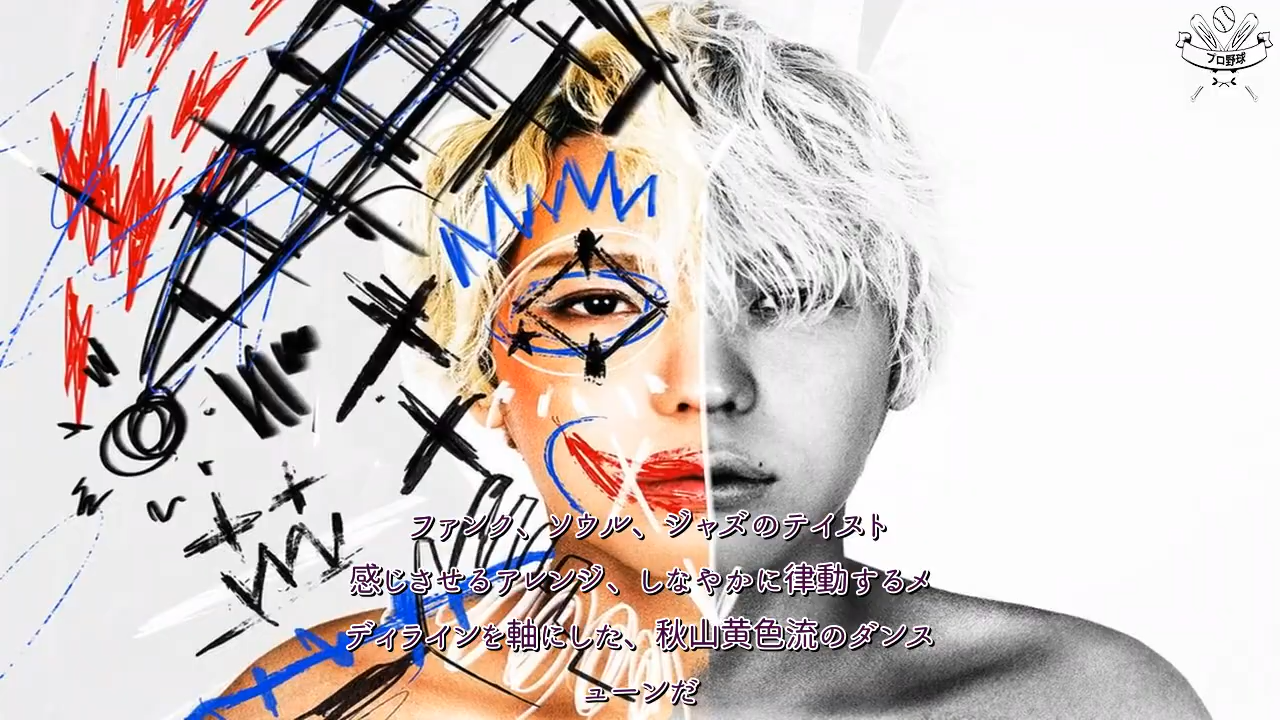 プロ野球
ファンク、ソウル、ジャズのテイスト
感じさせるアレンジ、しなやかに律動するメ
ディラインを軸にした、秋山黄色流のダンス
ューンだ